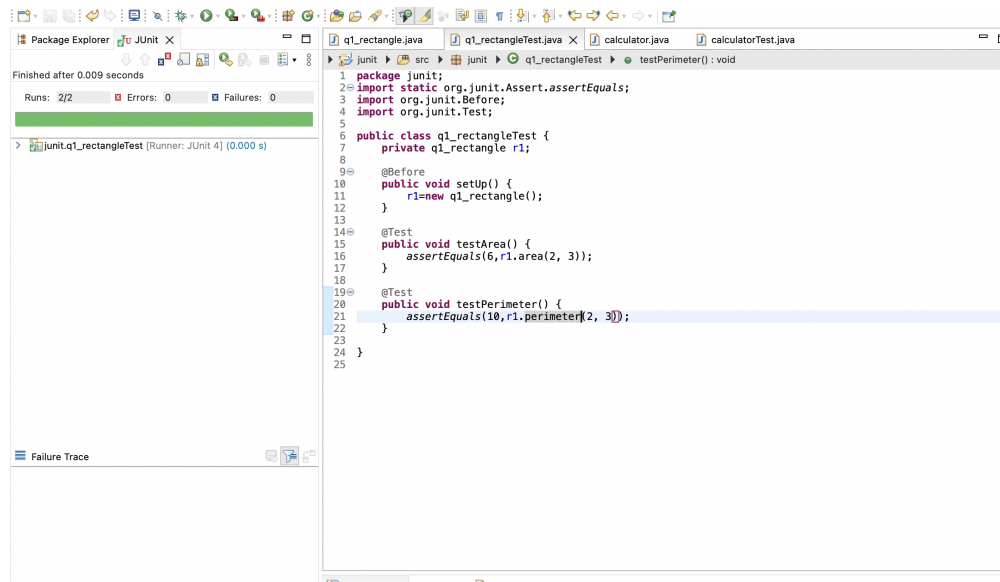 Package Explorer
JUnit
Finished after 0.009 seconds
Runs: 2/2 Errors: 0 Failures: 0
junit.q1_rectangleTest [Runner: JUnit 4] (0.000 s)
Failure Trace
q1_rectangle.java q1_rectangleTest.java calculator.java calculatorTest.java
junit src junit q1_rectangleTest testPerimeter() : void
1 package junit;
2 import static org.junit.Assert.assertEquals;
3 import org.junit.Before;
4 import org.junit.Test;
5
6 public class q1_rectangleTest {
7 private q1_rectangle r1;
8
9 @Before
10 public void setUp() {
11 r1=new q1_rectangle();
12 }
13
14 @Test
15 public void testArea() {
16 assertEquals(6,r1.area(2, 3));
17 }
18
19 @Test
20 public void testPerimeter() {
21 assertEquals(10,r1.perimeter(2, 3));
22 }
23
24 }
25